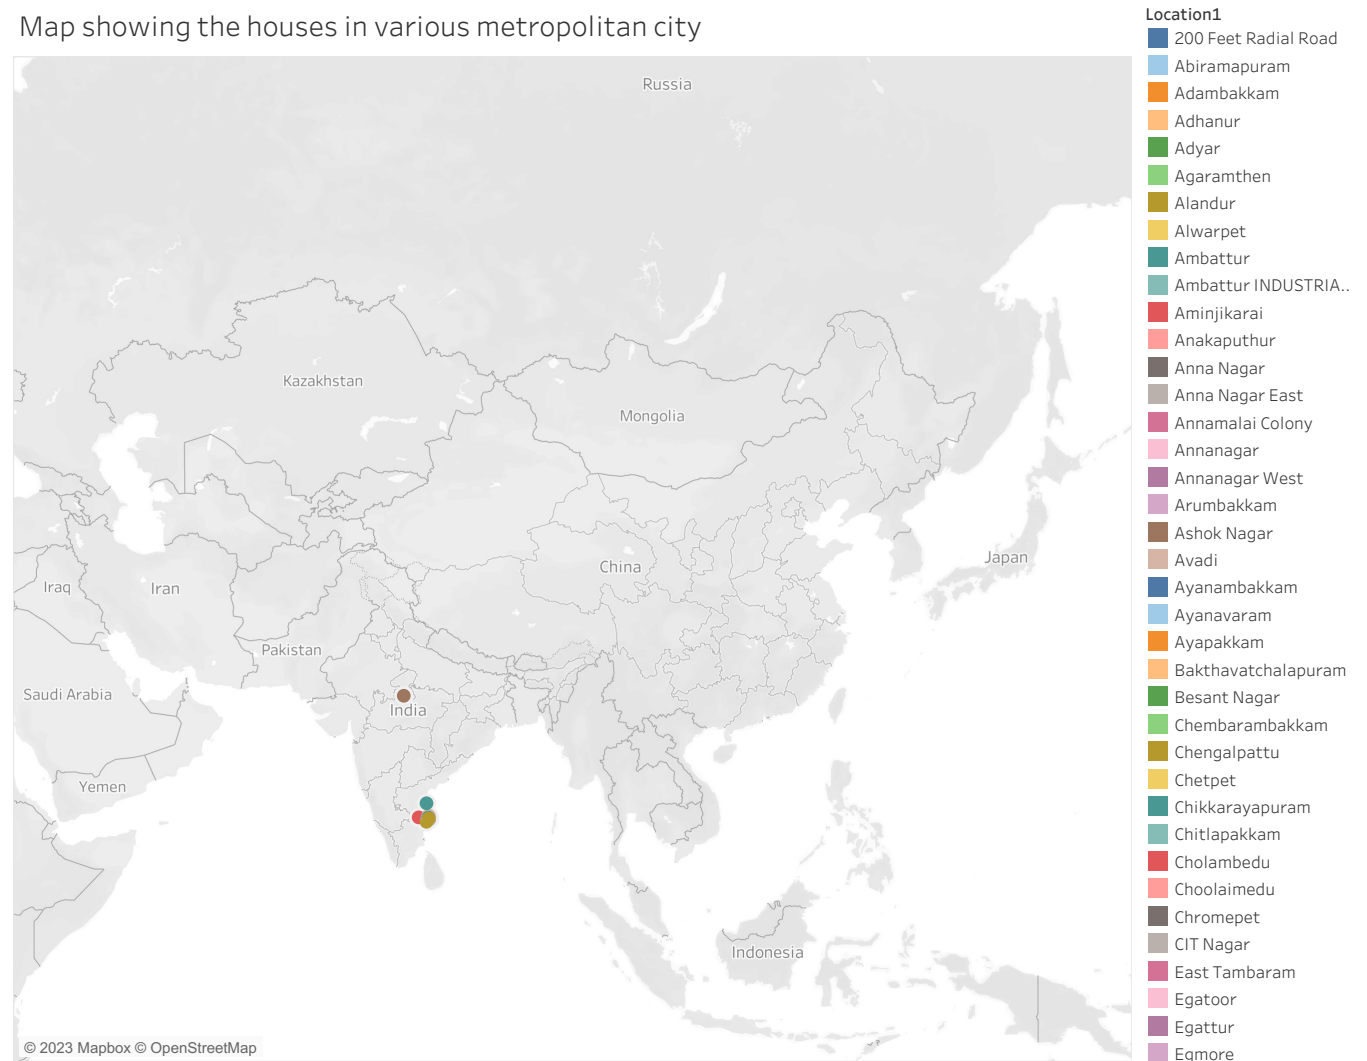 Map showing the houses in various metropolitan city
Russia
Kazakhstan
Mongolia
China
Japan
Iraq
Iran
Pakistan
Saudi Arabia
India
Yemen
Indonesia
© 2023 Mapbox © OpenStreetMap
Location1
200 Feet Radial Road
Abiramapuram
Adambakkam
Adhanur
Adyar
Agaramthen
Alandur
Alwarpet
Ambattur
Ambattur INDUSTRIA..
Aminjikarai
Anakaputhur
Anna Nagar
Anna Nagar East
Annamalai Colony
Annanagar
Annanagar West
Arumbakkam
Ashok Nagar
Avadi
Ayanambakkam
Ayanavaram
Ayapakkam
Bakthavatchalapuram
Besant Nagar
Chembarambakkam
Chengalpattu
Chetpet
Chikkarayapuram
Chitlapakkam
Cholambedu
Choolaimedu
Chromepet
CIT Nagar
East Tambaram
Egatoor
Egattur
Egmore